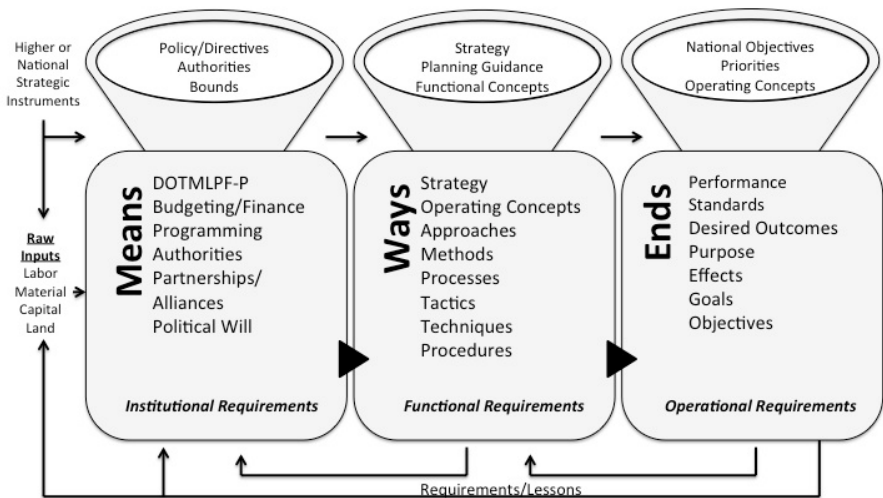 Higher or
National
Strategic
Instruments
Policy/Directives
Authorities
Bounds
Strategy
Planning Guidance
Functional Concepts
National Objectives
Priorities
Operating Concepts
Raw
Inputs
Labor
Material
Capital
Land
Means
DOTMLPF-P
Budgeting/Finance
Programming
Authorities
Partnerships/
Alliances
Political Will
Institutional Requirements
Ways
Strategy
Operating Concepts
Approaches
Methods
Processes
Tactics
Techniques
Procedures
Functional Requirements
Ends
Performance
Standards
Desired Outcomes
Purpose
Effects
Goals
Objectives
Operational Requirements
Requirements/Lessons